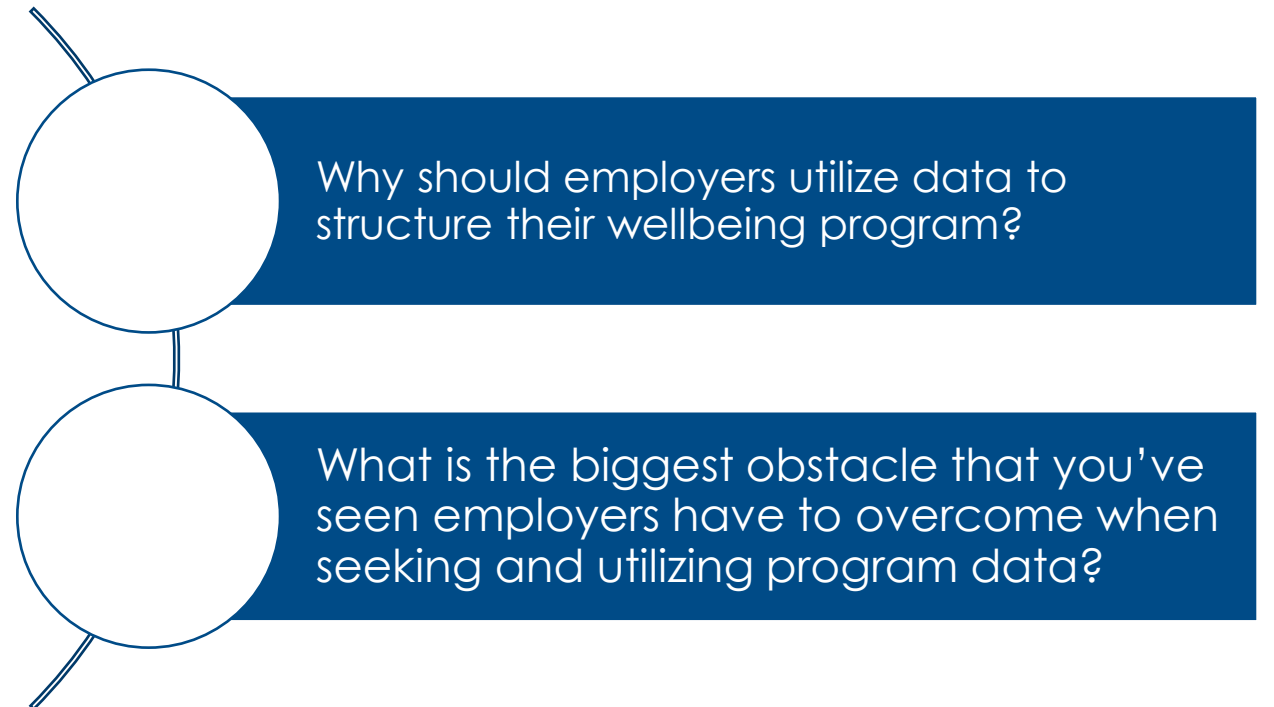 Why should employers utilize data to
structure their wellbeing program?
What is the biggest obstacle that you’ve
seen employers have to overcome when
seeking and utilizing program data?